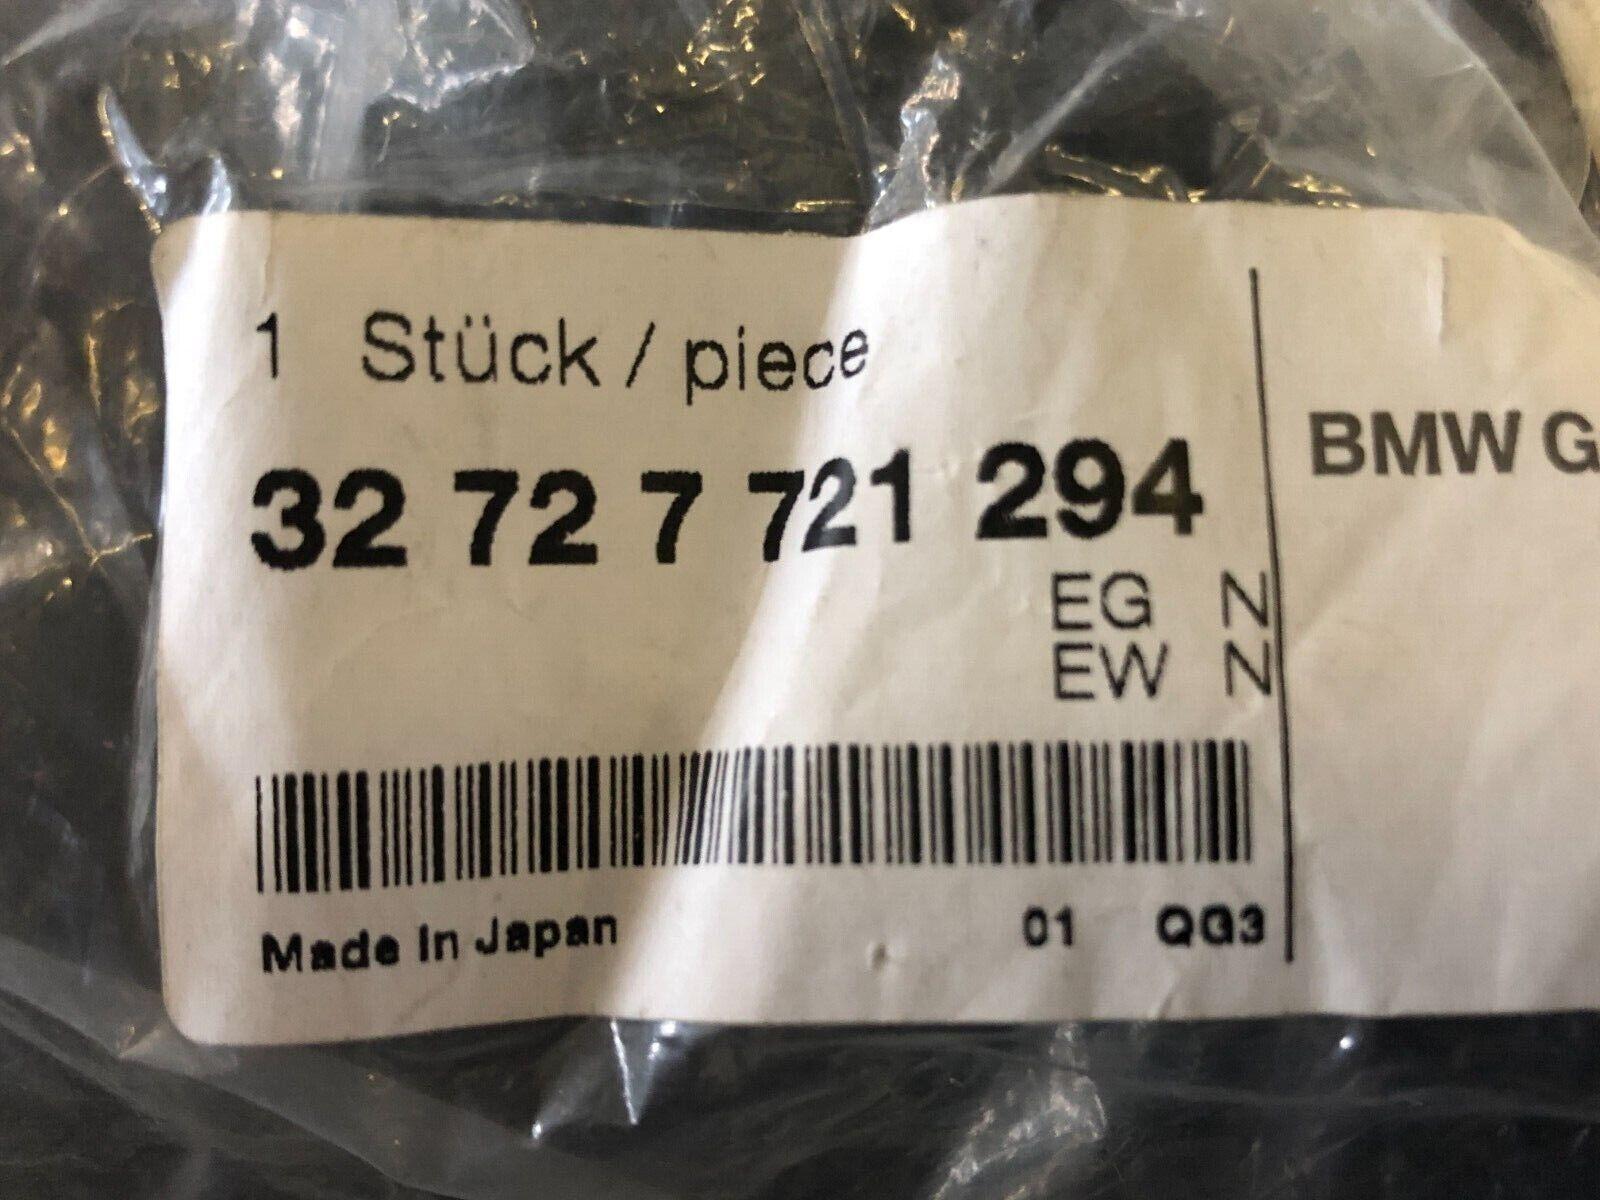 1 Stück / piece
32 72 7 721 294
EG N
EW N
Made In Japan 01 QG3
BMW G